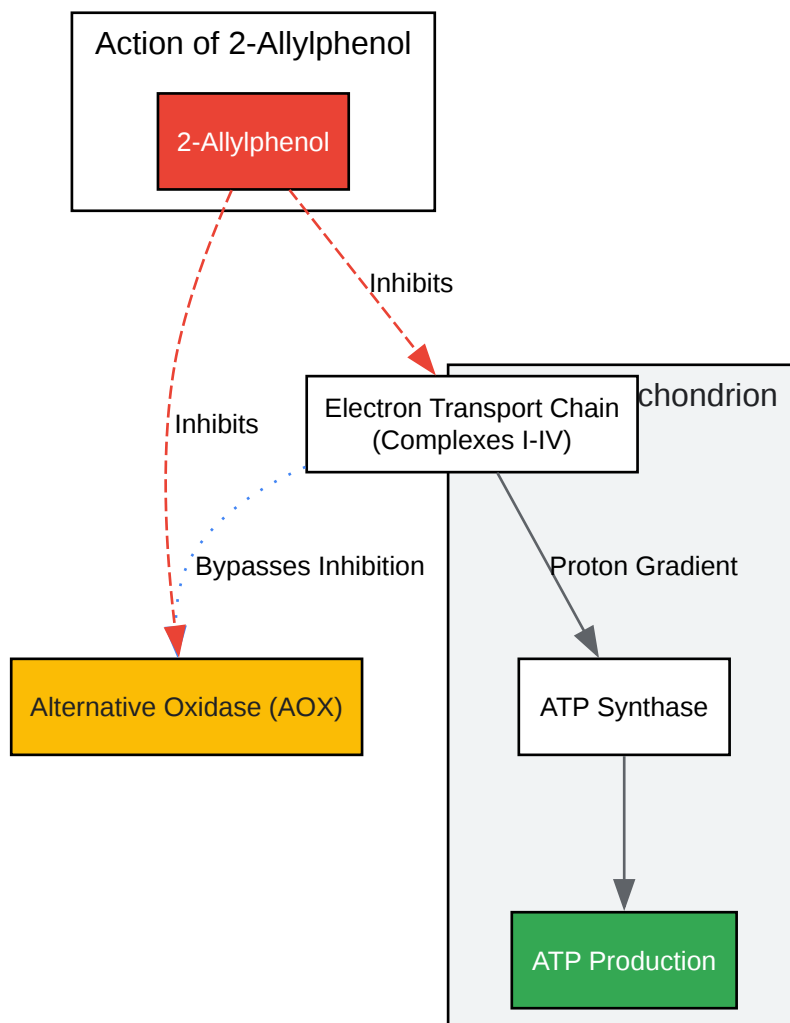 Action of 2-Allylphenol
2-Allylphenol
Inhibits
chondrion
Electron Transport Chain
(Complexes I-IV)
Inhibits
Bypasses Inhibition
Proton Gradient
Alternative Oxidase (AOX)
ATP Synthase
ATP Production